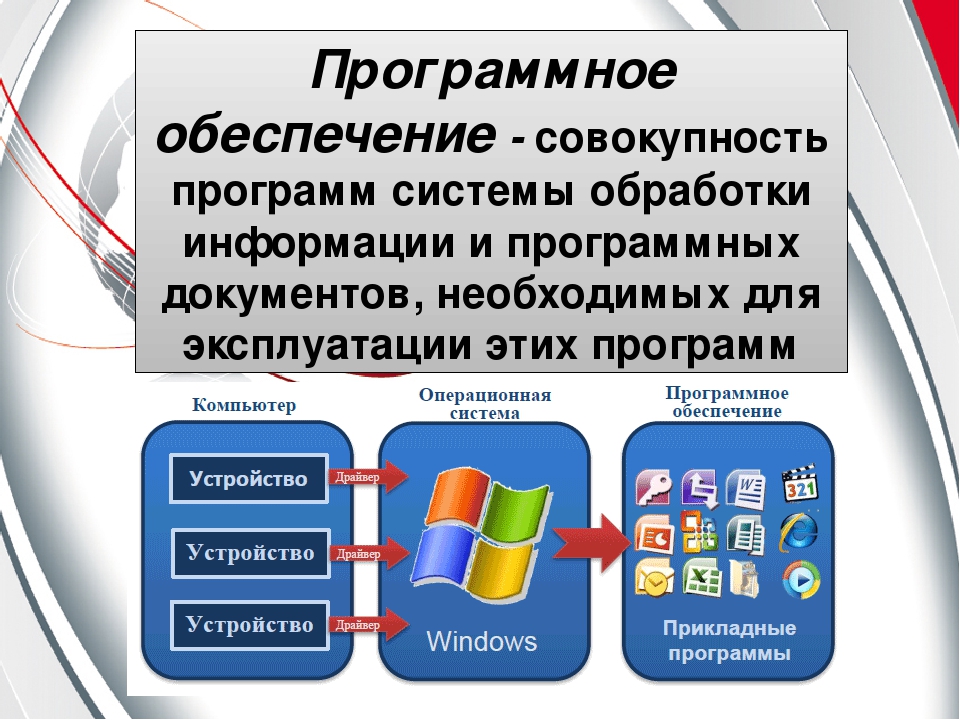 Программное
обеспечение - совокупность
программ системы обработки
информации и программных
документов, необходимых для
эксплуатации этих программ
Компьютер
Операционная
система
Программное
обеспечение
Устройство
Драйвер
Устройство
Драйвер
Устройство
Драйвер
Windows
321
Прикладные
программы